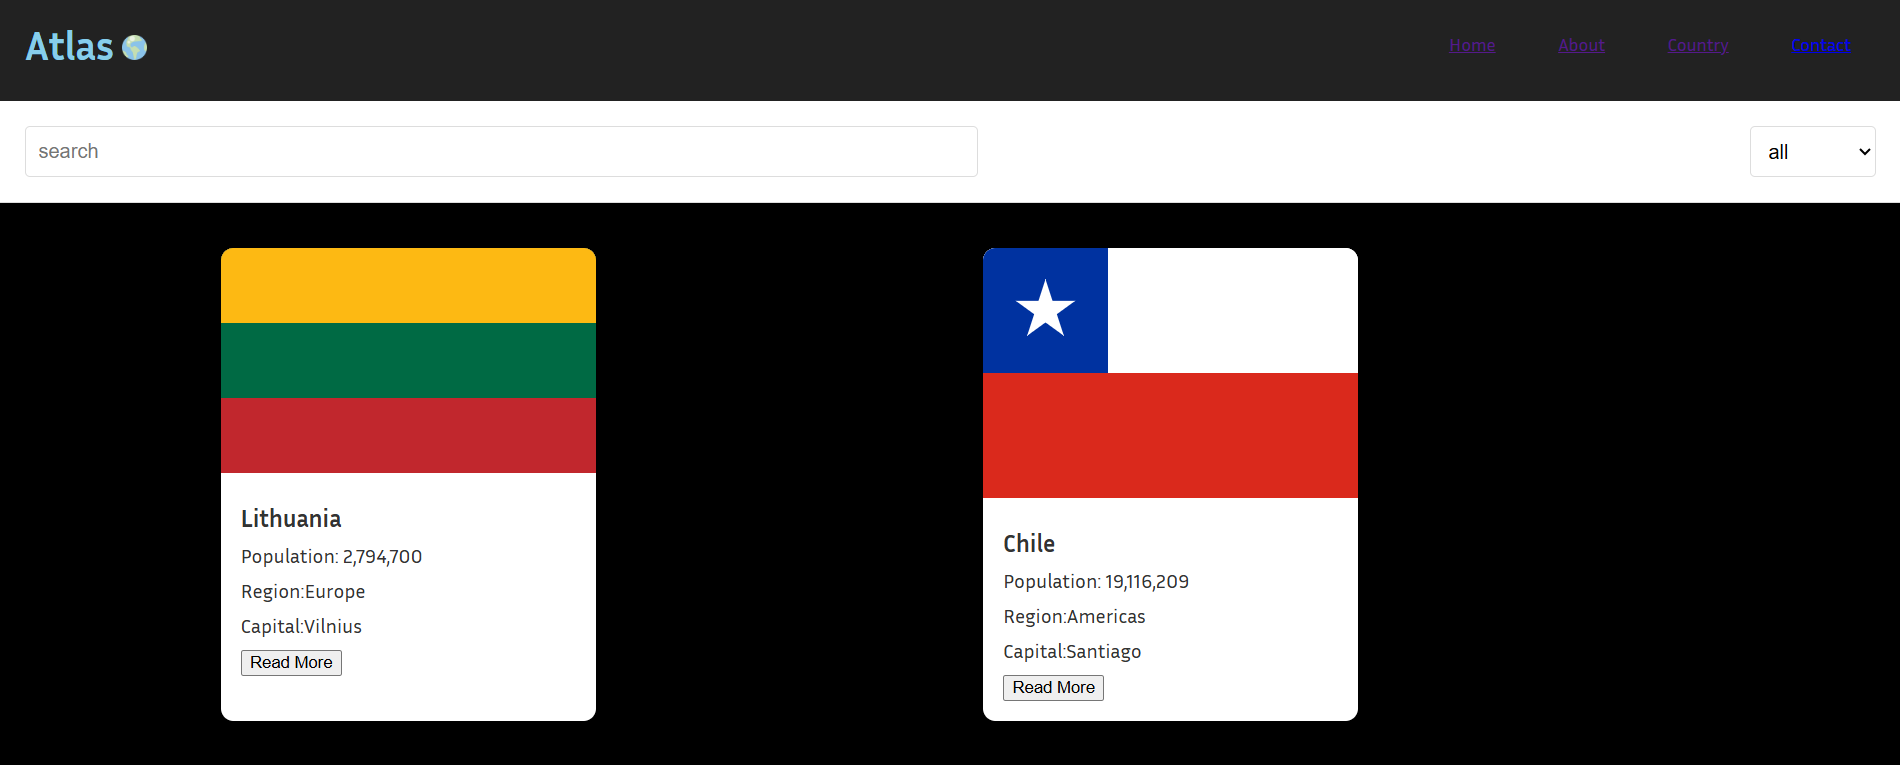 Atlas
Home About Country Contact
search
all
Lithuania
Population: 2,794,700
Region:Europe
Capital:Vilnius
Read More
Chile
Population: 19,116,209
Region:Americas
Capital:Santiago
Read More